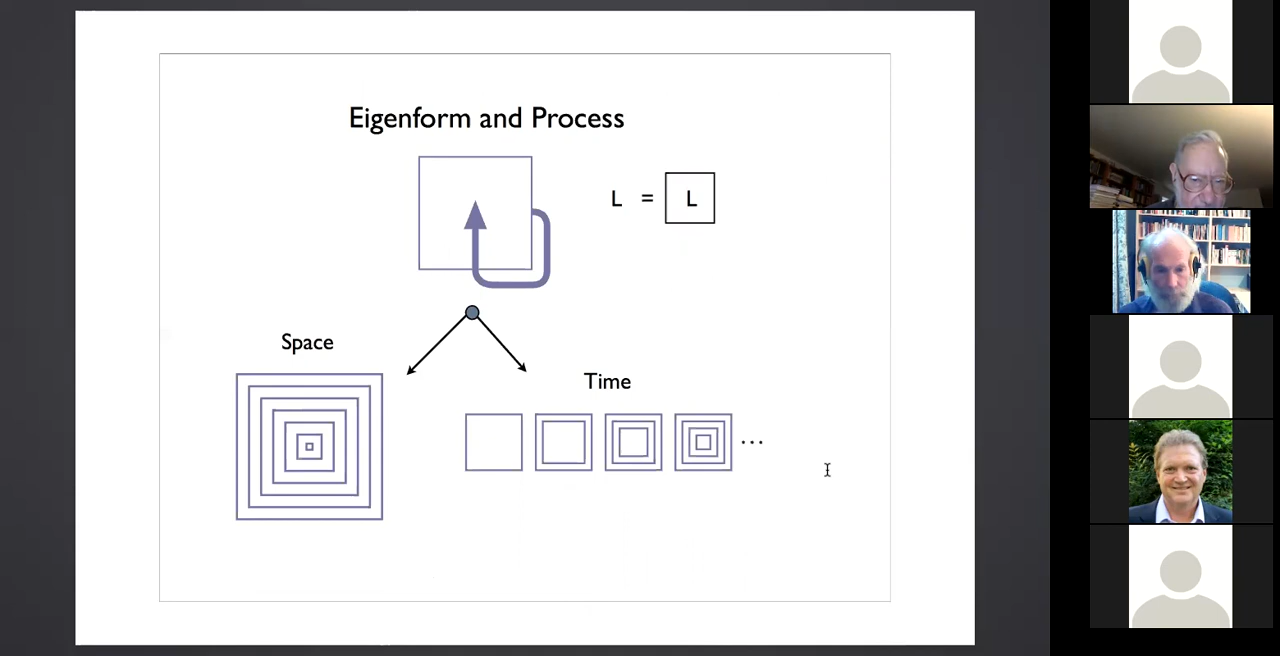 Eigenform and Process
L = L
Space
Time
...